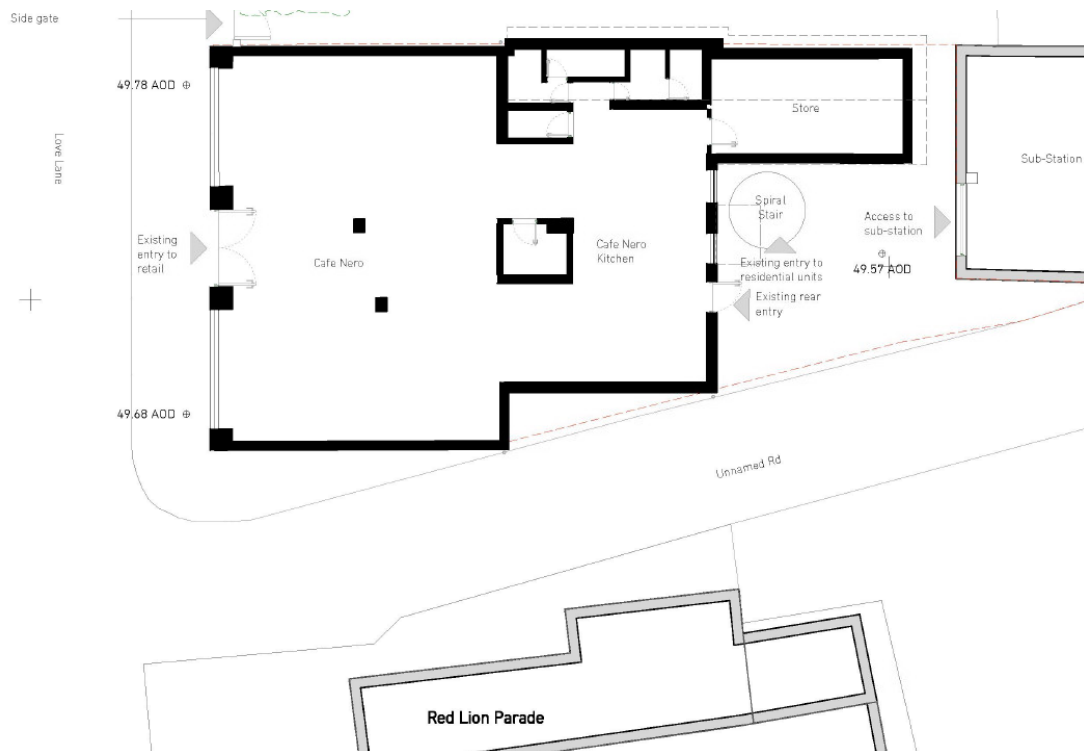 Side gate
49.78 AOD
Love Lane
Store
Sub-Station
Spiral
Stair
Access to
sub-station
Existing
entry to
retail
Cafe Nero
Cafe Nero
Kitchen
Existing entry to
residential units
49.57 AOD
Existing rear
entry
49.68 AOD
Unnamed Rd
Red Lion Parade